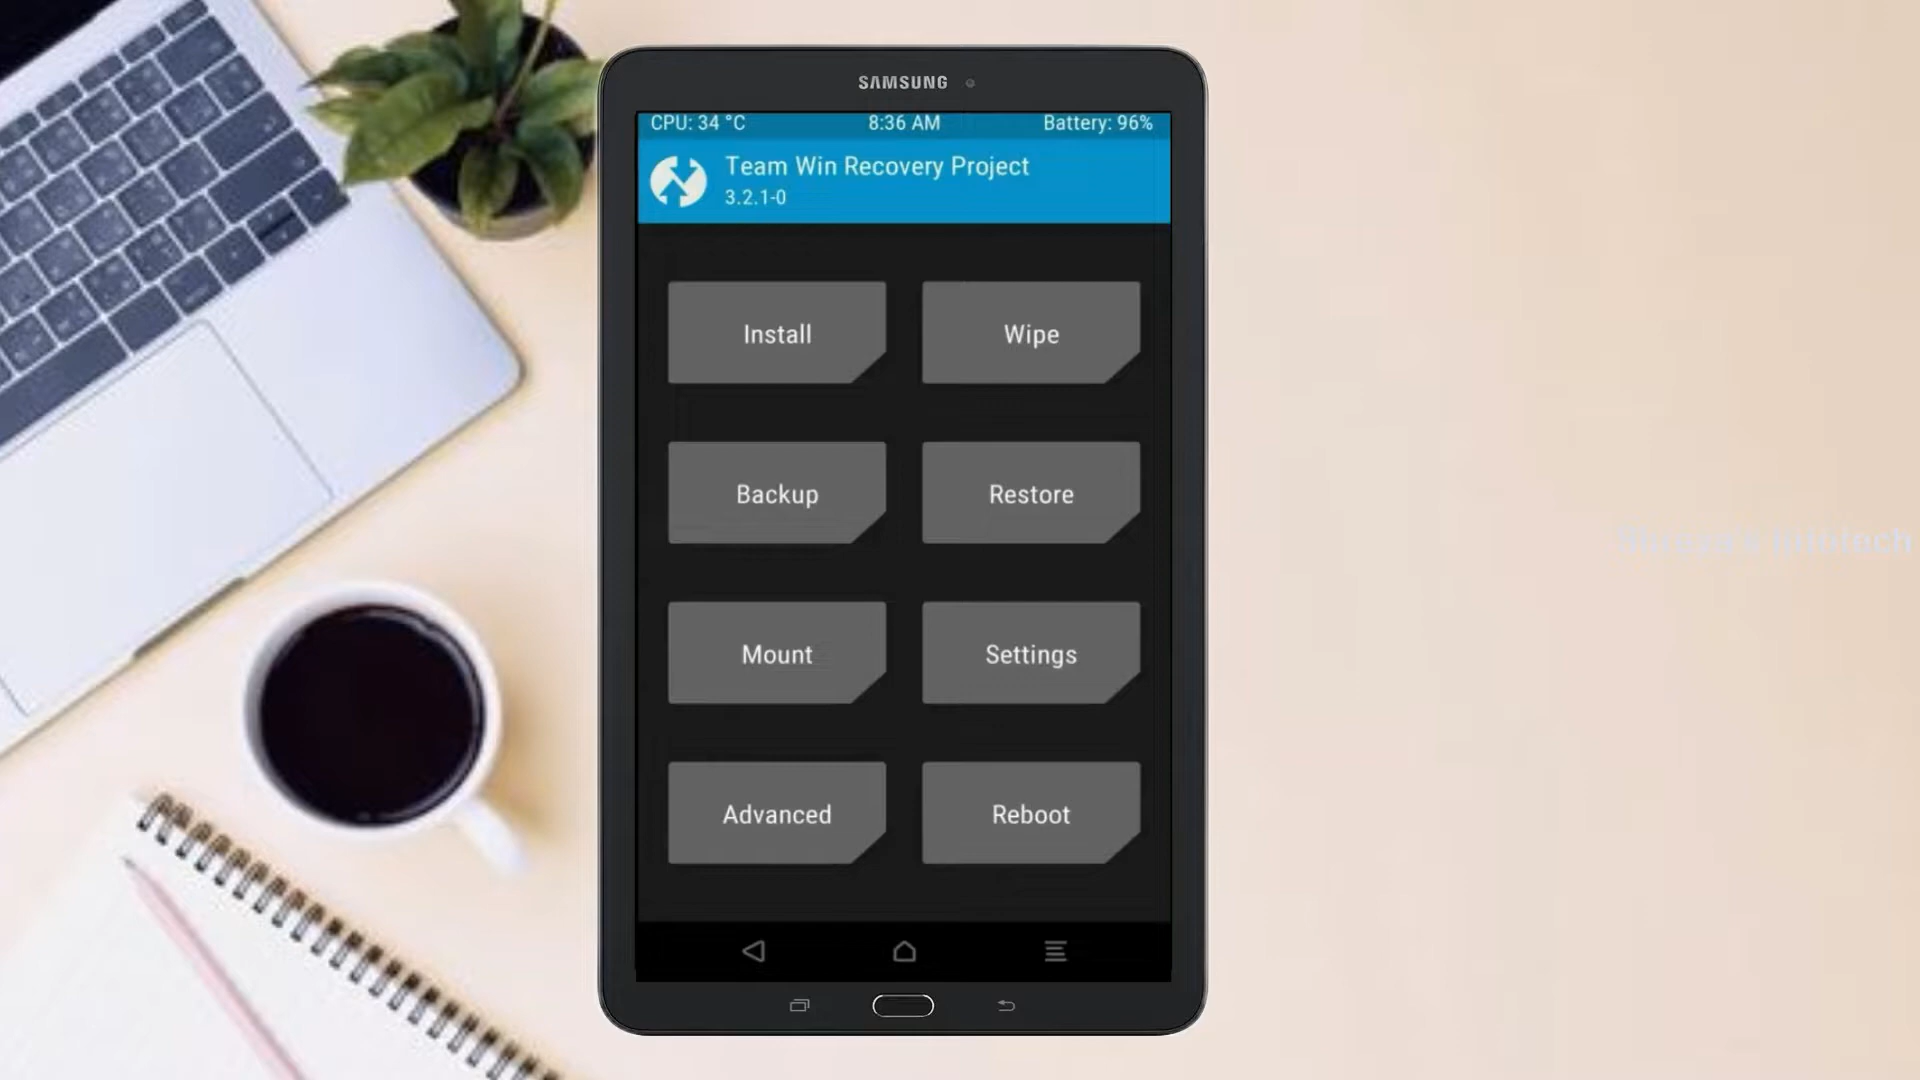 SAMSUNG
CPU: 34 °C 8:36 AM Battery: 96%
Team Win Recovery Project
3.2.1-0
Install Wipe
Backup Restore
Mount Settings
Advanced Reboot